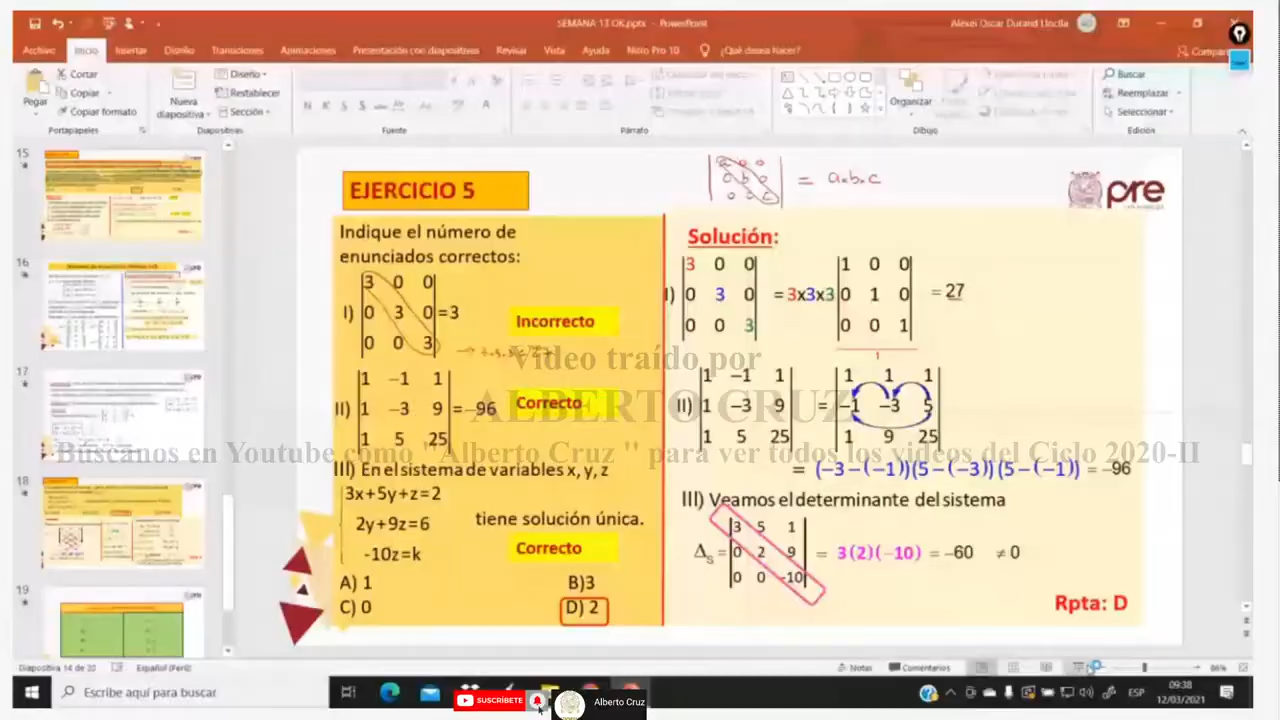 SEMANA 13 OK.pptx - PowerPoint
Alexei Oscar Durand Llnclla
Archivo Inicio Insertar Diseño Transiciones Animaciones Presentación con diapositivas Revisar Vista Ayuda Nitro Pro 10 ¿Qué desea hacer?
Pegar
Cortar
Copiar
Copiar formato
Portapapeles
Nueva diapositiva
Diseño
Restablecer
Sección
Diapositivas
N K S
Fuente
Párrafo
Organizar
Dibujo
Buscar
Reemplazar
Seleccionar
Edición
15
16
17
18
19
EJERCICIO 5
= a.b.c
pre
Indique el número de
enunciados correctos:
3 0 0
I) 0 3 0 =3
0 0 3
Incorrecto
1 −1 1
II) 1 −3 9 =−96
1 5 25
Correcto
III) En el sistema de variables x, y, z
3x+5y+z=2
2y+9z=6
-10z=k
tiene solución única.
Correcto
A) 1 B)3
C) 0 D) 2
Solución:
3 0 0 1 0 0
I) 0 3 0 =3x3x3 0 1 0 = 27
0 0 3 0 0 1
1
1 −1 1 1 1 1
II) 1 −3 9 = −1 −3 5
1 5 25 1 9 25
= (−3−(−1))(5−(−3))(5−(−1)) = −96
III) Veamos el determinante del sistema
3 5 1
Δs = 0 2 9 = 3(2)(−10) = −60 ≠ 0
0 0 -10
Rpta: D
Video traído por
ALBERTO CRUZ
Búscanos en Youtube como "Alberto Cruz " para ver todos los videos del Ciclo 2020-II
Diapositiva 14 de 20 Español (Perú)
Notas Comentarios 86%
Escribe aquí para buscar
SUSCRÍBETE
Alberto Cruz
ESP
09:38
12/03/2021